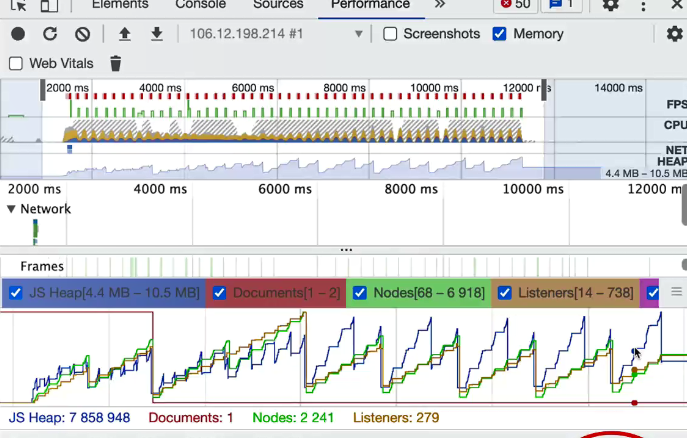 Elements Console Sources Performance » 50 1
106.12.198.214 #1 Screenshots Memory
Web Vitals
2000 ms 4000 ms 6000 ms 8000 ms 10000 ms 12000 ms 14000 ms
FPS
CPU
NET
HEAP
4.4 MB – 10.5 MB
2000 ms 4000 ms 6000 ms 8000 ms 10000 ms 12000 m
Network
...
Frames
JS Heap[4.4 MB – 10.5 MB] Documents[1 – 2] Nodes[68 – 6 918] Listeners[14 – 738]
JS Heap: 7 858 948 Documents: 1 Nodes: 2 241 Listeners: 279